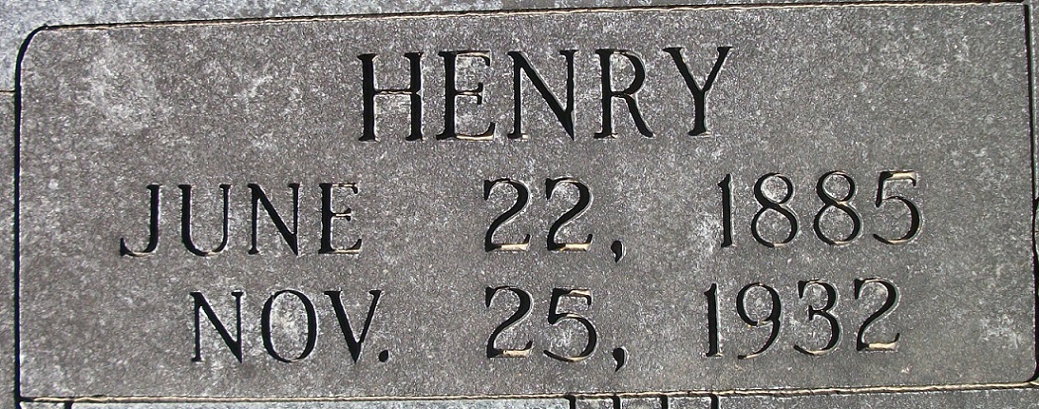 HENRY
JUNE 22, 1885
NOV. 25, 1932